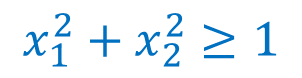 x₁² + x₂² ≥ 1